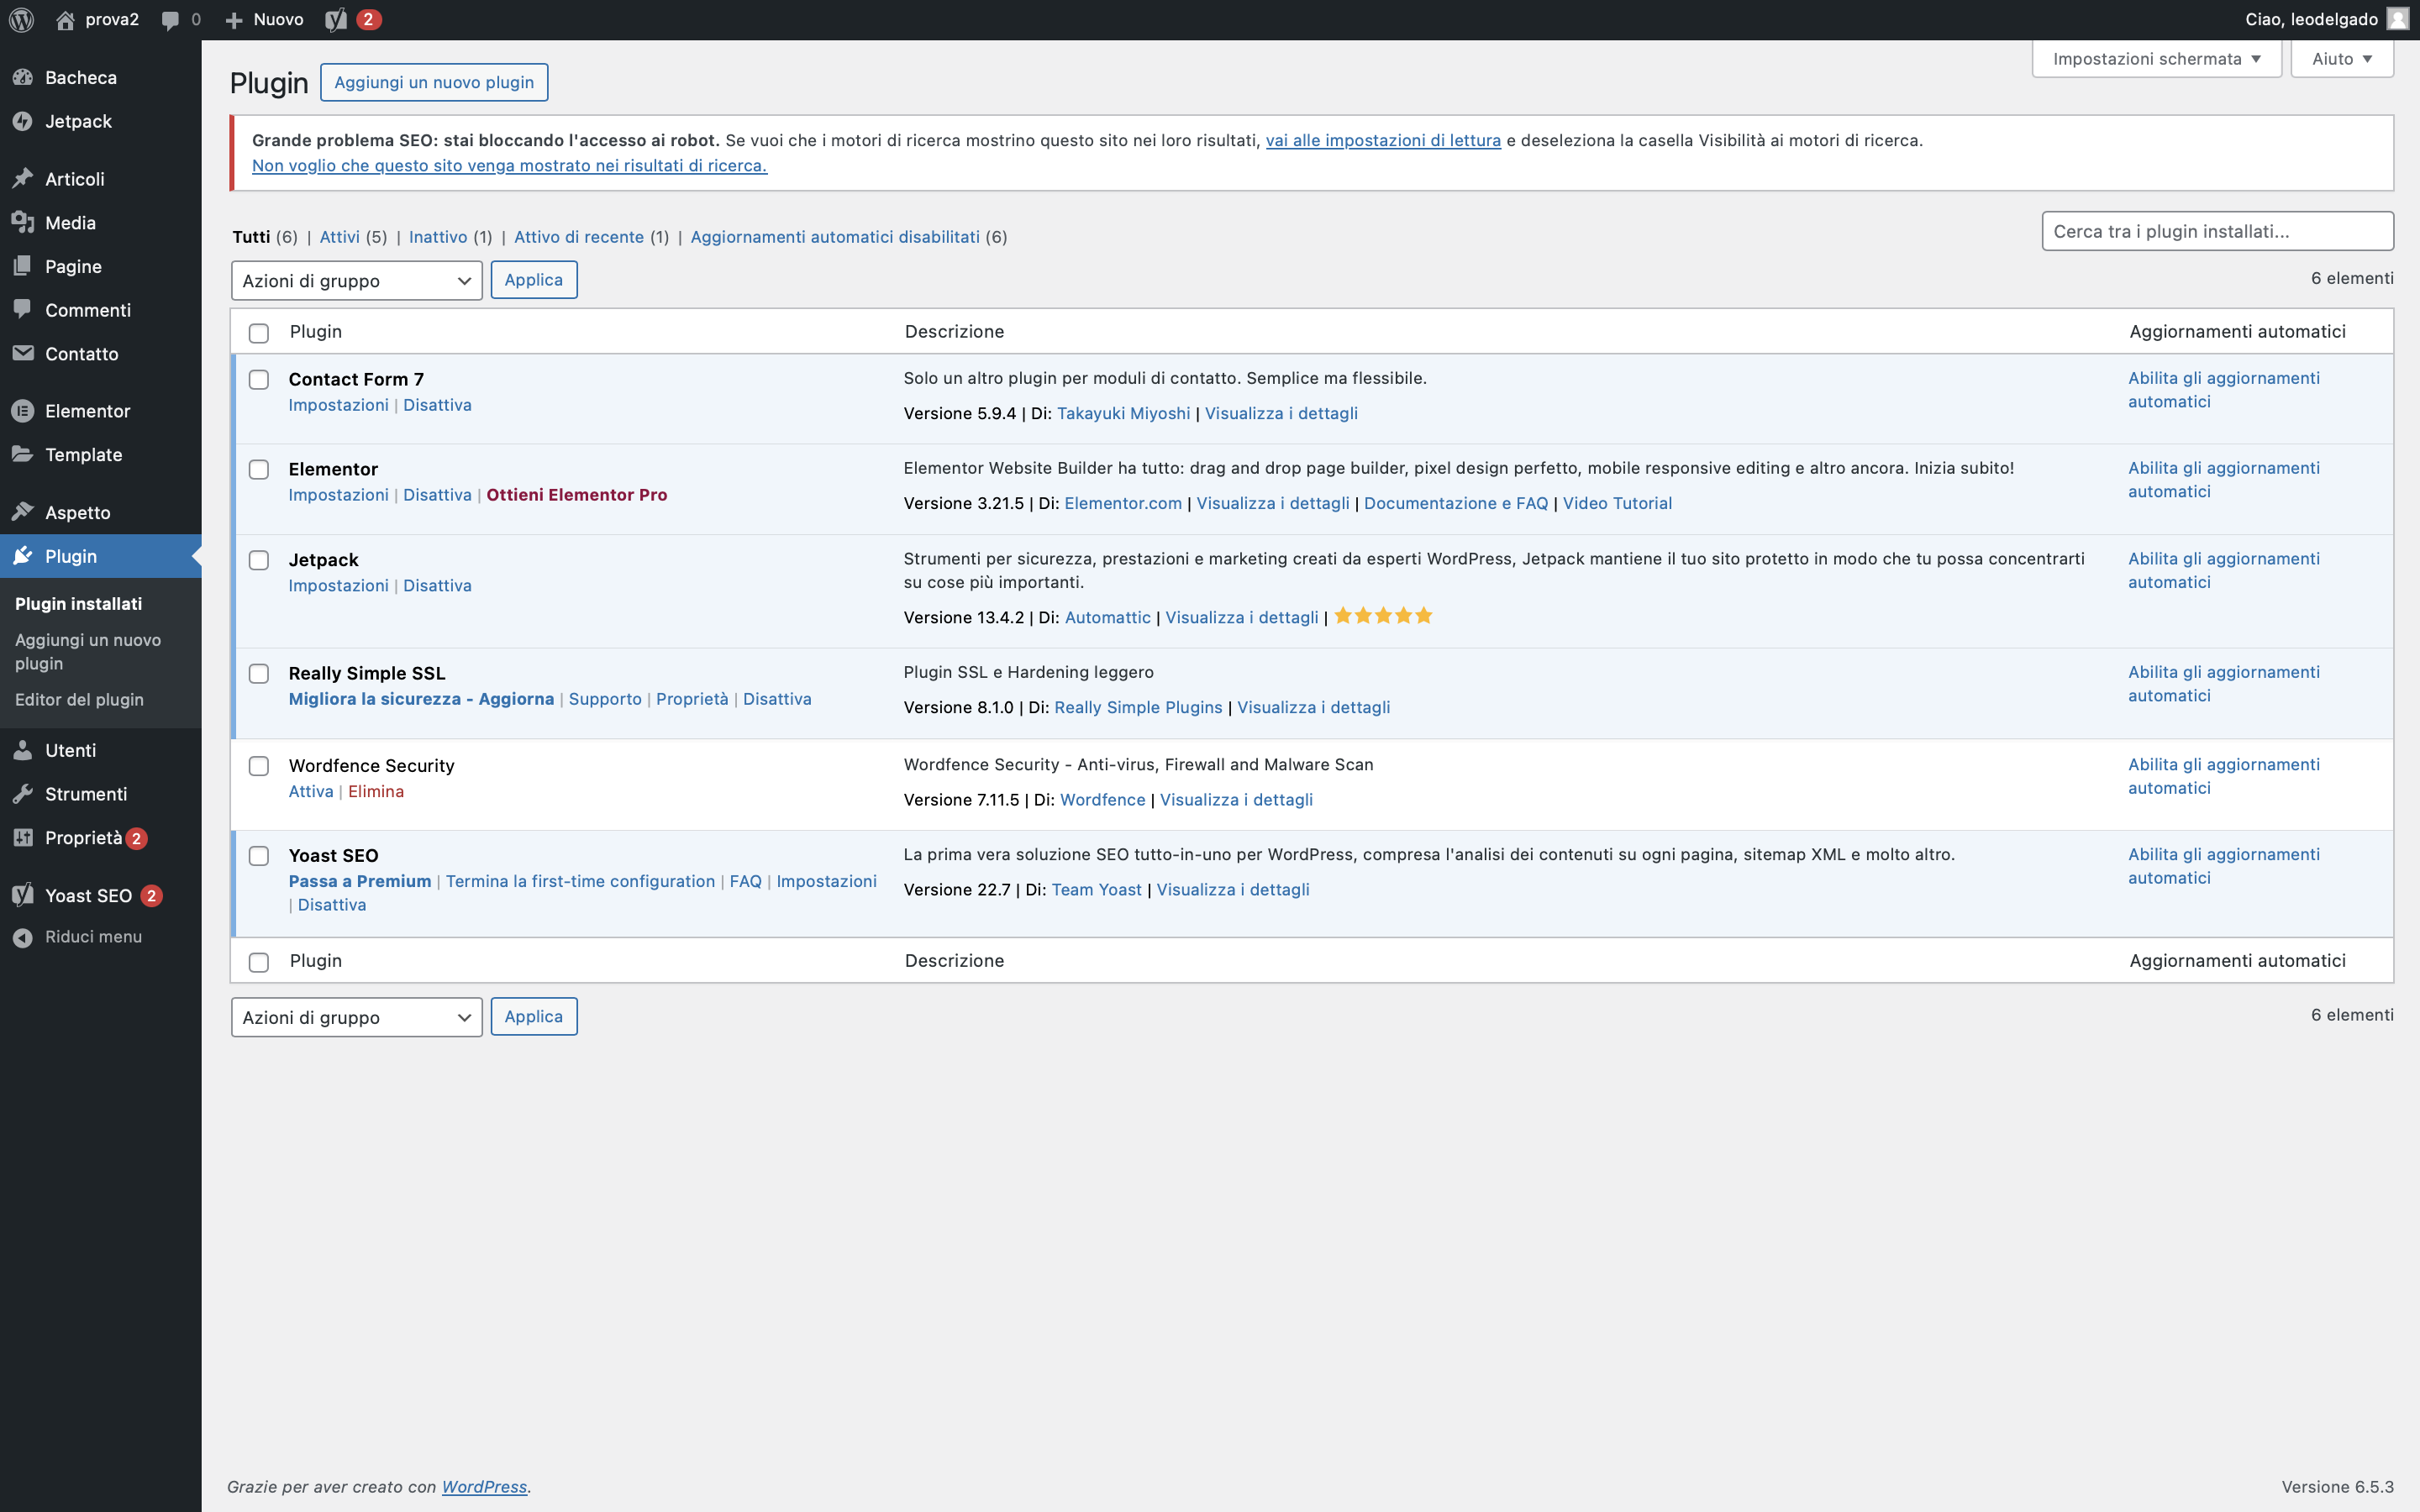 prova2 0 Nuovo 2 Ciao, leodelgado
Bacheca
Jetpack
Articoli
Media
Pagine
Commenti
Contatto
Elementor
Template
Aspetto
Plugin
Plugin installati
Aggiungi un nuovo
plugin
Editor del plugin
Utenti
Strumenti
Proprietà 2
Yoast SEO 2
Riduci menu
Impostazioni schermata ▼ Aiuto ▼
Plugin Aggiungi un nuovo plugin
Grande problema SEO: stai bloccando l'accesso ai robot. Se vuoi che i motori di ricerca mostrino questo sito nei loro risultati, vai alle impostazioni di lettura e deseleziona la casella Visibilità ai motori di ricerca.
Non voglio che questo sito venga mostrato nei risultati di ricerca.
Tutti (6) | Attivi (5) | Inattivo (1) | Attivo di recente (1) | Aggiornamenti automatici disabilitati (6)
Cerca tra i plugin installati...
Azioni di gruppo Applica
6 elementi
Plugin Descrizione Aggiornamenti automatici
Contact Form 7
Impostazioni | Disattiva
Solo un altro plugin per moduli di contatto. Semplice ma flessibile.
Versione 5.9.4 | Di: Takayuki Miyoshi | Visualizza i dettagli
Abilita gli aggiornamenti
automatici
Elementor
Impostazioni | Disattiva | Ottieni Elementor Pro
Elementor Website Builder ha tutto: drag and drop page builder, pixel design perfetto, mobile responsive editing e altro ancora. Inizia subito!
Versione 3.21.5 | Di: Elementor.com | Visualizza i dettagli | Documentazione e FAQ | Video Tutorial
Abilita gli aggiornamenti
automatici
Jetpack
Impostazioni | Disattiva
Strumenti per sicurezza, prestazioni e marketing creati da esperti WordPress, Jetpack mantiene il tuo sito protetto in modo che tu possa concentrarti
su cose più importanti.
Versione 13.4.2 | Di: Automattic | Visualizza i dettagli | ★★★★★
Abilita gli aggiornamenti
automatici
Really Simple SSL
Migliora la sicurezza - Aggiorna | Supporto | Proprietà | Disattiva
Plugin SSL e Hardening leggero
Versione 8.1.0 | Di: Really Simple Plugins | Visualizza i dettagli
Abilita gli aggiornamenti
automatici
Wordfence Security
Attiva | Elimina
Wordfence Security - Anti-virus, Firewall and Malware Scan
Versione 7.11.5 | Di: Wordfence | Visualizza i dettagli
Abilita gli aggiornamenti
automatici
Yoast SEO
Passa a Premium | Termina la first-time configuration | FAQ | Impostazioni
| Disattiva
La prima vera soluzione SEO tutto-in-uno per WordPress, compresa l'analisi dei contenuti su ogni pagina, sitemap XML e molto altro.
Versione 22.7 | Di: Team Yoast | Visualizza i dettagli
Abilita gli aggiornamenti
automatici
Plugin Descrizione Aggiornamenti automatici
Azioni di gruppo Applica
6 elementi
Grazie per aver creato con WordPress.
Versione 6.5.3